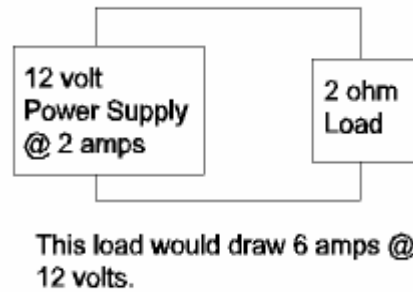 12 volt
Power Supply
@ 2 amps
2 ohm
Load
This load would draw 6 amps @
12 volts.